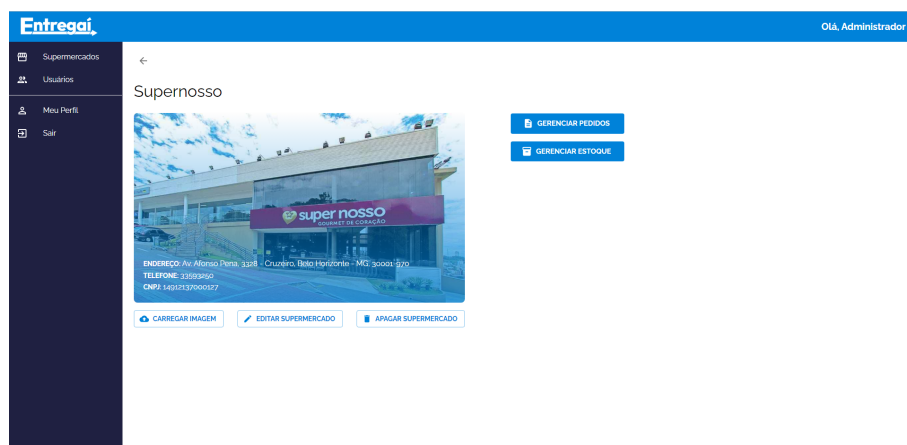 Entregaí
Olá, Administrador
Supermercados
Usuários
Meu Perfil
Sair
Supernosso
super nosso
GOURMET DE CORAÇÃO
ENDEREÇO: Av. Afonso Pena, 3328 - Cruzeiro, Belo Horizonte - MG, 30001-970
TELEFONE: 33593250
CNPJ: 14912137000127
CARREGAR IMAGEM
EDITAR SUPERMERCADO
APAGAR SUPERMERCADO
GERENCIAR PEDIDOS
GERENCIAR ESTOQUE